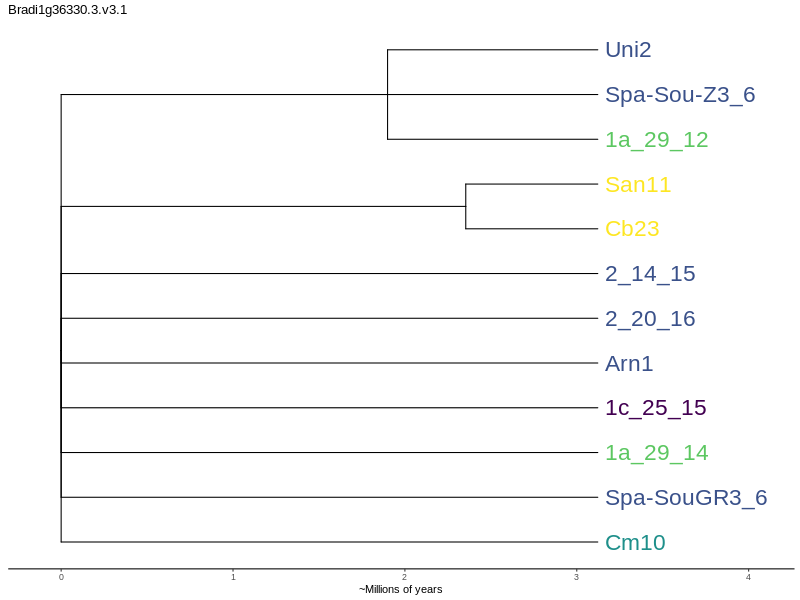 Bradi1g36330.3.v3.1
Uni2
Spa-Sou-Z3_6
1a_29_12
San11
Cb23
2_14_15
2_20_16
Arn1
1c_25_15
1a_29_14
Spa-SouGR3_6
Cm10
0 1 2 3 4
~Millions of years